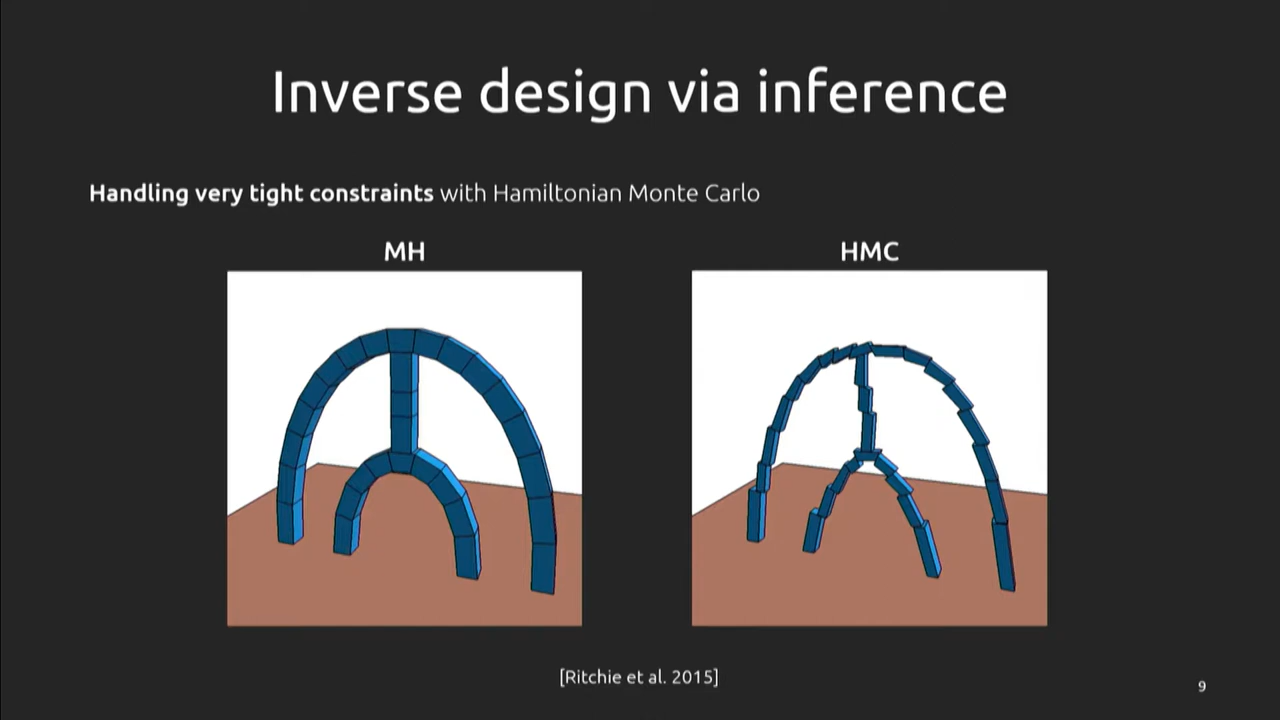 Inverse design via inference
Handling very tight constraints with Hamiltonian Monte Carlo
MH
HMC
[Ritchie et al. 2015]
9